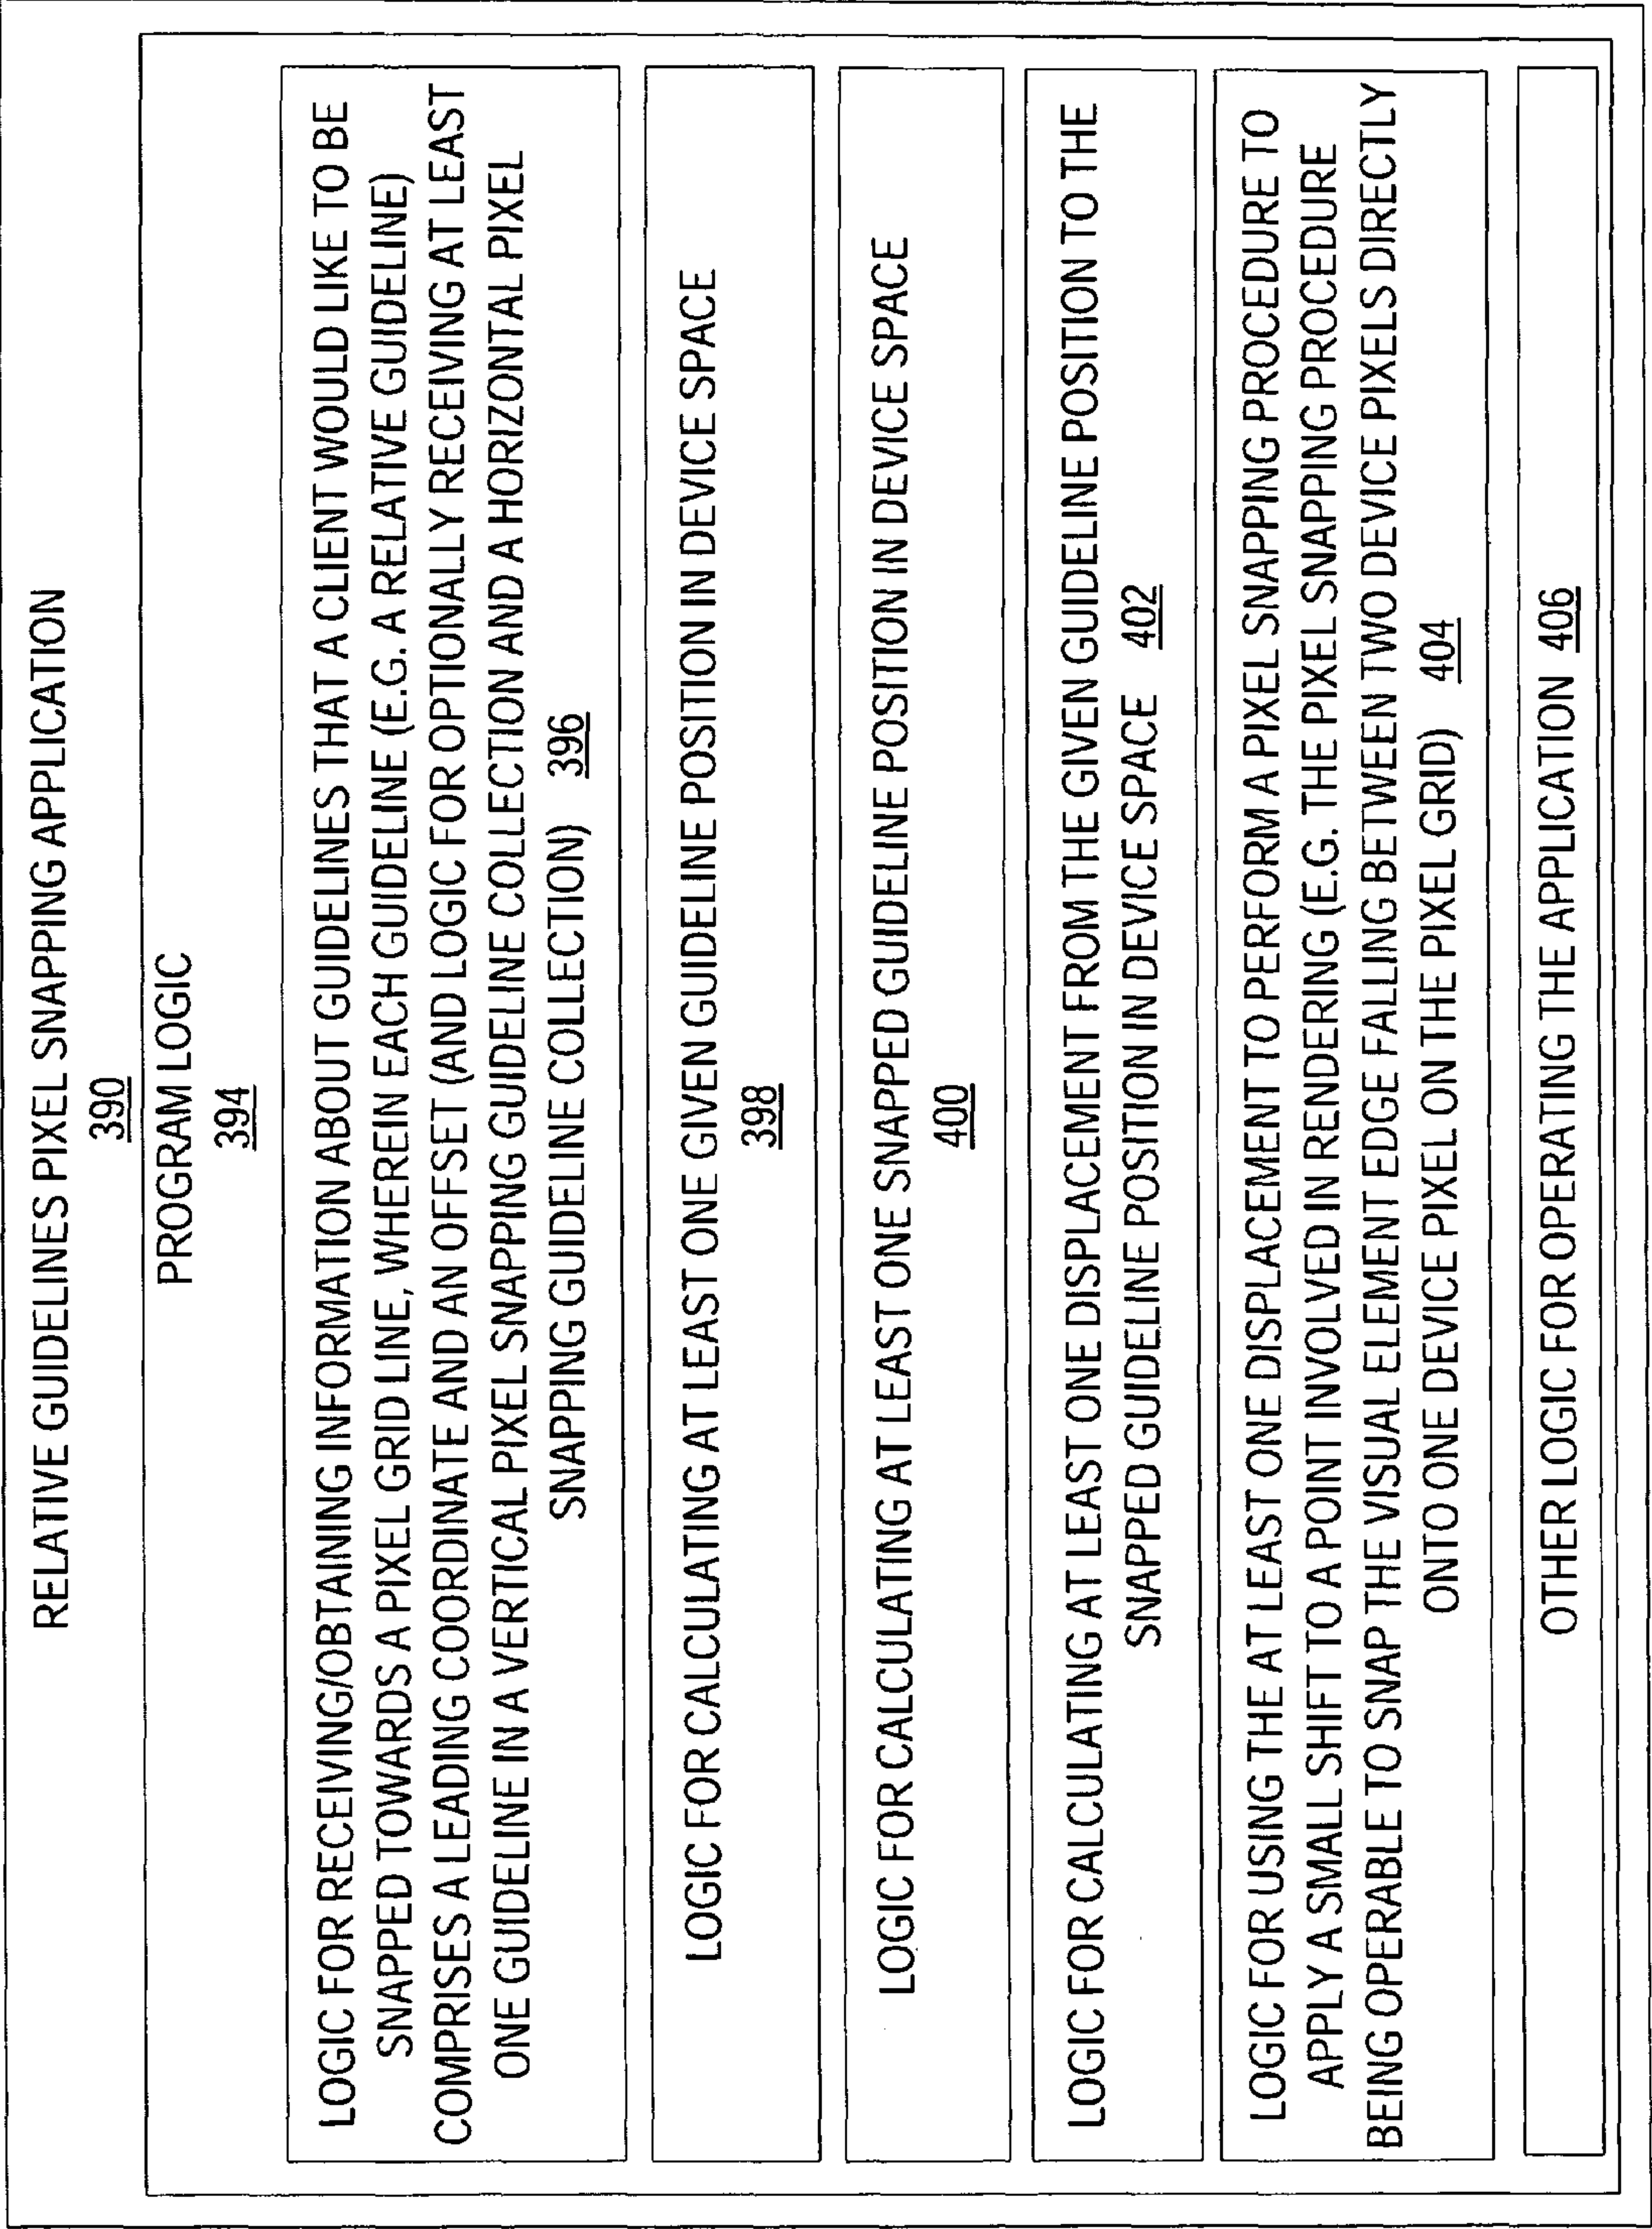 RELATIVE GUIDELINES PIXEL SNAPPING APPLICATION
390
PROGRAM LOGIC
394
LOGIC FOR RECEIVING/OBTAINING INFORMATION ABOUT GUIDELINES THAT A CLIENT WOULD LIKE TO BE
SNAPPED TOWARDS A PIXEL GRID LINE, WHEREIN EACH GUIDELINE (E.G. A RELATIVE GUIDELINE)
COMPRISES A LEADING COORDINATE AND AN OFFSET (AND LOGIC FOR OPTIONALLY RECEIVING AT LEAST
ONE GUIDELINE IN A VERTICAL PIXEL SNAPPING GUIDELINE COLLECTION AND A HORIZONTAL PIXEL
SNAPPING GUIDELINE COLLECTION) 396
LOGIC FOR CALCULATING AT LEAST ONE GIVEN GUIDELINE POSITION IN DEVICE SPACE
398
LOGIC FOR CALCULATING AT LEAST ONE SNAPPED GUIDELINE POSITION IN DEVICE SPACE
400
LOGIC FOR CALCULATING AT LEAST ONE DISPLACEMENT FROM THE GIVEN GUIDELINE POSITION TO THE
SNAPPED GUIDELINE POSITION IN DEVICE SPACE 402
LOGIC FOR USING THE AT LEAST ONE DISPLACEMENT TO PERFORM A PIXEL SNAPPING PROCEDURE TO
APPLY A SMALL SHIFT TO A POINT INVOLVED IN RENDERING (E.G. THE PIXEL SNAPPING PROCEDURE
BEING OPERABLE TO SNAP THE VISUAL ELEMENT EDGE FALLING BETWEEN TWO DEVICE PIXELS DIRECTLY
ONTO ONE DEVICE PIXEL ON THE PIXEL GRID) 404
OTHER LOGIC FOR OPERATING THE APPLICATION 406